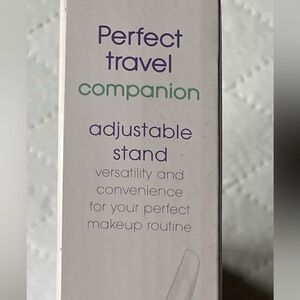 Perfect
travel
companion
adjustable
stand
versatility and
convenience
for your perfect
makeup routine